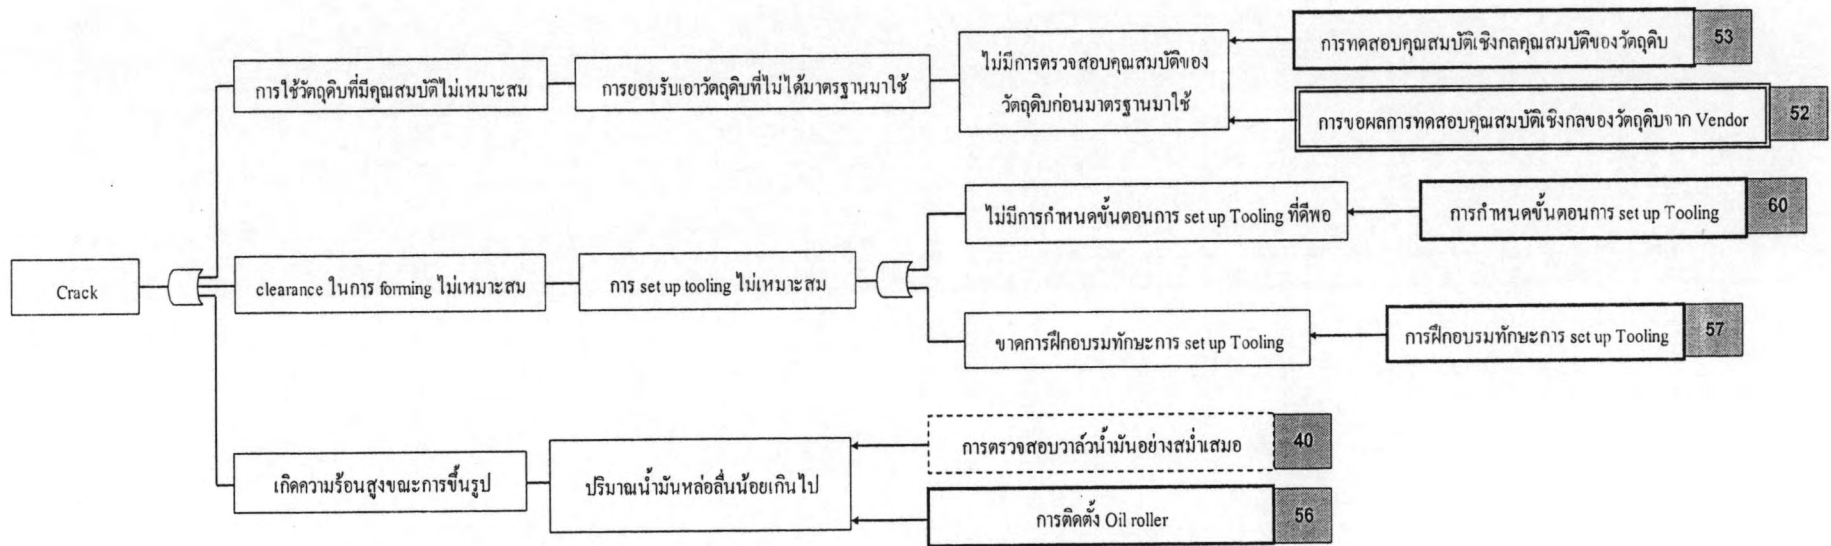 การทดสอบคุณสมบัติเชิงกลคุณสมบัติของวัตถุดิบ
53
การใช้วัตถุดิบที่มีคุณสมบัติไม่เหมาะสม
การยอมรับเอาวัตถุดิบที่ไม่ได้มาตรฐานมาใช้
ไม่มีการตรวจสอบคุณสมบัติของ
วัตถุดิบก่อนมาตรฐานมาใช้
การขอผลการทดสอบคุณสมบัติเชิงกลของวัตถุดิบจาก Vendor
52
ไม่มีการกำหนดขั้นตอนการ set up Tooling ที่ดีพอ
การกำหนดขั้นตอนการ set up Tooling
60
Crack
clearance ในการ forming ไม่เหมาะสม
การ set up tooling ไม่เหมาะสม
ขาดการฝึกอบรมทักษะการ set up Tooling
การฝึกอบรมทักษะการ set up Tooling
57
การตรวจสอบวาล์วน้ำมันอย่างสม่ำเสมอ
40
เกิดความร้อนสูงขณะการขึ้นรูป
ปริมาณน้ำมันหล่อลื่นน้อยเกินไป
การติดตั้ง Oil roller
56